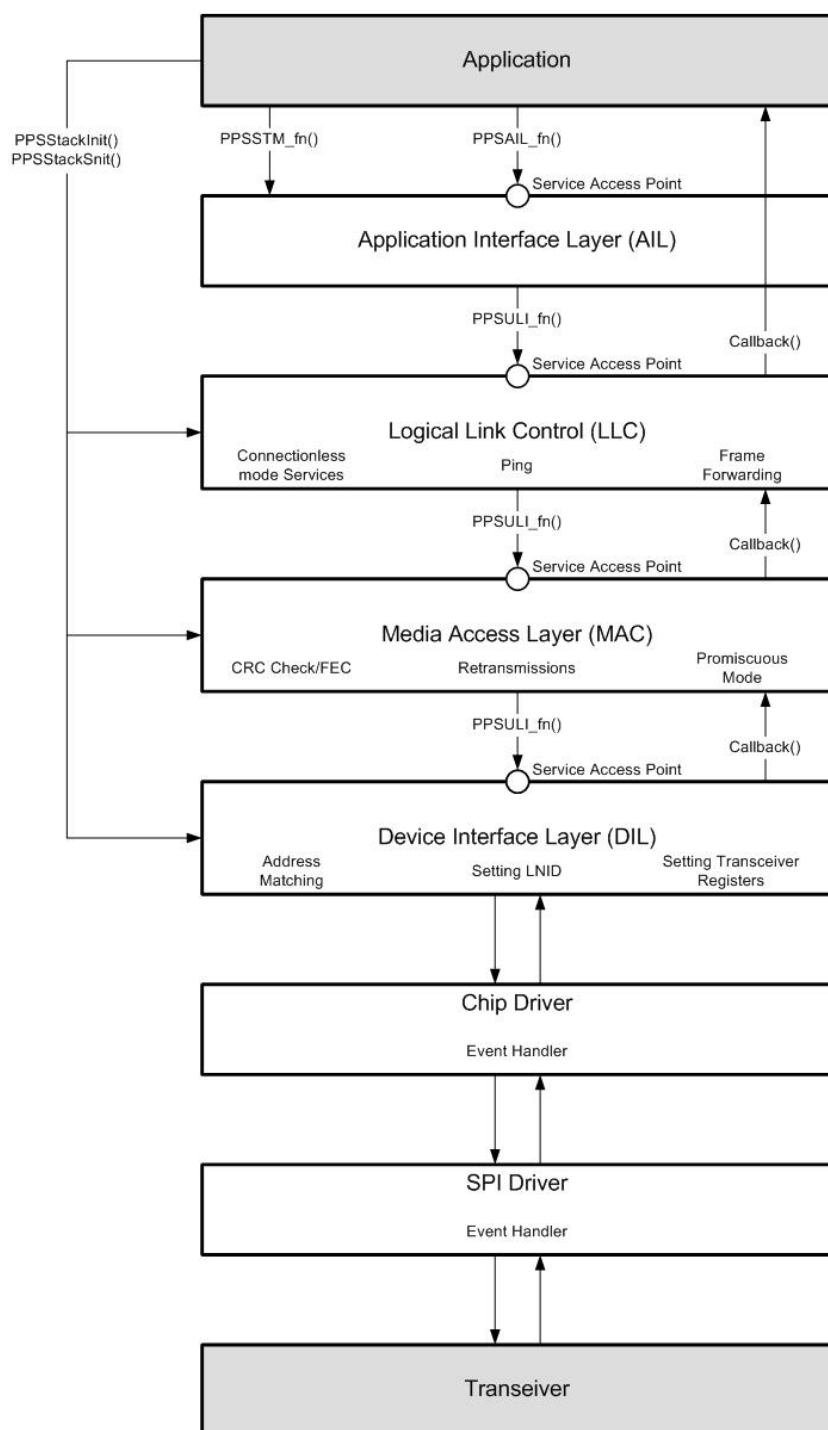 Application
PPSStackInit()
PPSStackSnit()
PPSSTM_fn()
PPSAIL_fn()
Service Access Point
Application Interface Layer (AIL)
PPSULI_fn()
Callback()
Service Access Point
Logical Link Control (LLC)
Connectionless
mode Services
Ping
Frame
Forwarding
PPSULI_fn()
Callback()
Service Access Point
Media Access Layer (MAC)
CRC Check/FEC
Retransmissions
Promiscuous
Mode
PPSULI_fn()
Callback()
Service Access Point
Device Interface Layer (DIL)
Address
Matching
Setting LNID
Setting Transceiver
Registers
Chip Driver
Event Handler
SPI Driver
Event Handler
Transeiver